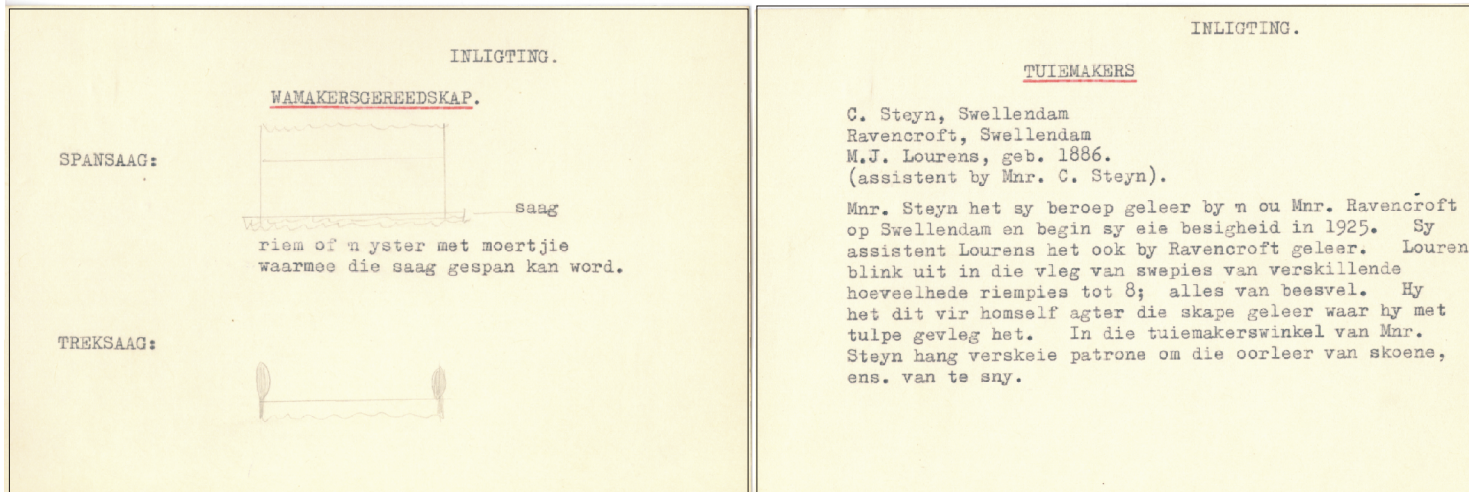 INLIGTING.
WAMAKERSGEREEDSKAP.
SPANSAAG:
saag
riem of 'n yster met moertjie
waarmee die saag gespan kan word.
TREKSAAG:
INLIGTING.
TUIEMAKERS
C. Steyn, Swellendam
Ravencroft, Swellendam
M.J. Lourens, geb. 1886.
(assistent by Mnr. C. Steyn).
Mnr. Steyn het sy beroep geleer by 'n ou Mnr. Ravencroft
op Swellendam en begin sy eie besigheid in 1925. Sy
assistent Lourens het ook by Ravencroft geleer. Louren
blink uit in die vleg van swepies van verskillende
hoeveelhede riempies tot 8; alles van beesvel. Hy
het dit vir homself agter die skape geleer waar hy met
tulpe gevleg het. In die tuiemakerswinkel van Mnr.
Steyn hang verskeie patrone om die oorleer van skoene,
ens. van te sny.